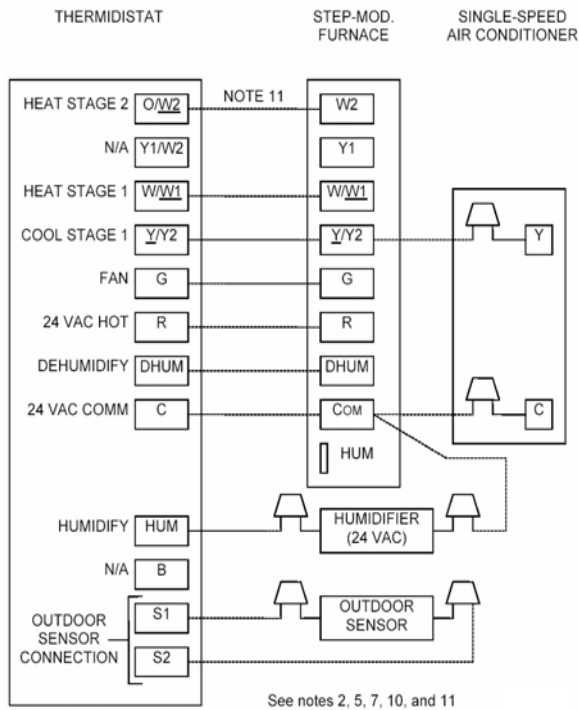 THERMIDISTAT
STEP-MOD.
FURNACE
SINGLE-SPEED
AIR CONDITIONER
HEAT STAGE 2 O/W2 NOTE 11 W2
N/A Y1/W2 Y1
HEAT STAGE 1 W/W1 W/W1
COOL STAGE 1 Y/Y2 Y/Y2 Y
FAN G G
24 VAC HOT R R
DEHUMIDIFY DHUM DHUM
24 VAC COMM C COM C
HUM
HUMIDIFY HUM HUMIDIFIER
(24 VAC)
N/A B
OUTDOOR
SENSOR
CONNECTION
S1
S2
OUTDOOR
SENSOR
See notes 2, 5, 7, 10, and 11